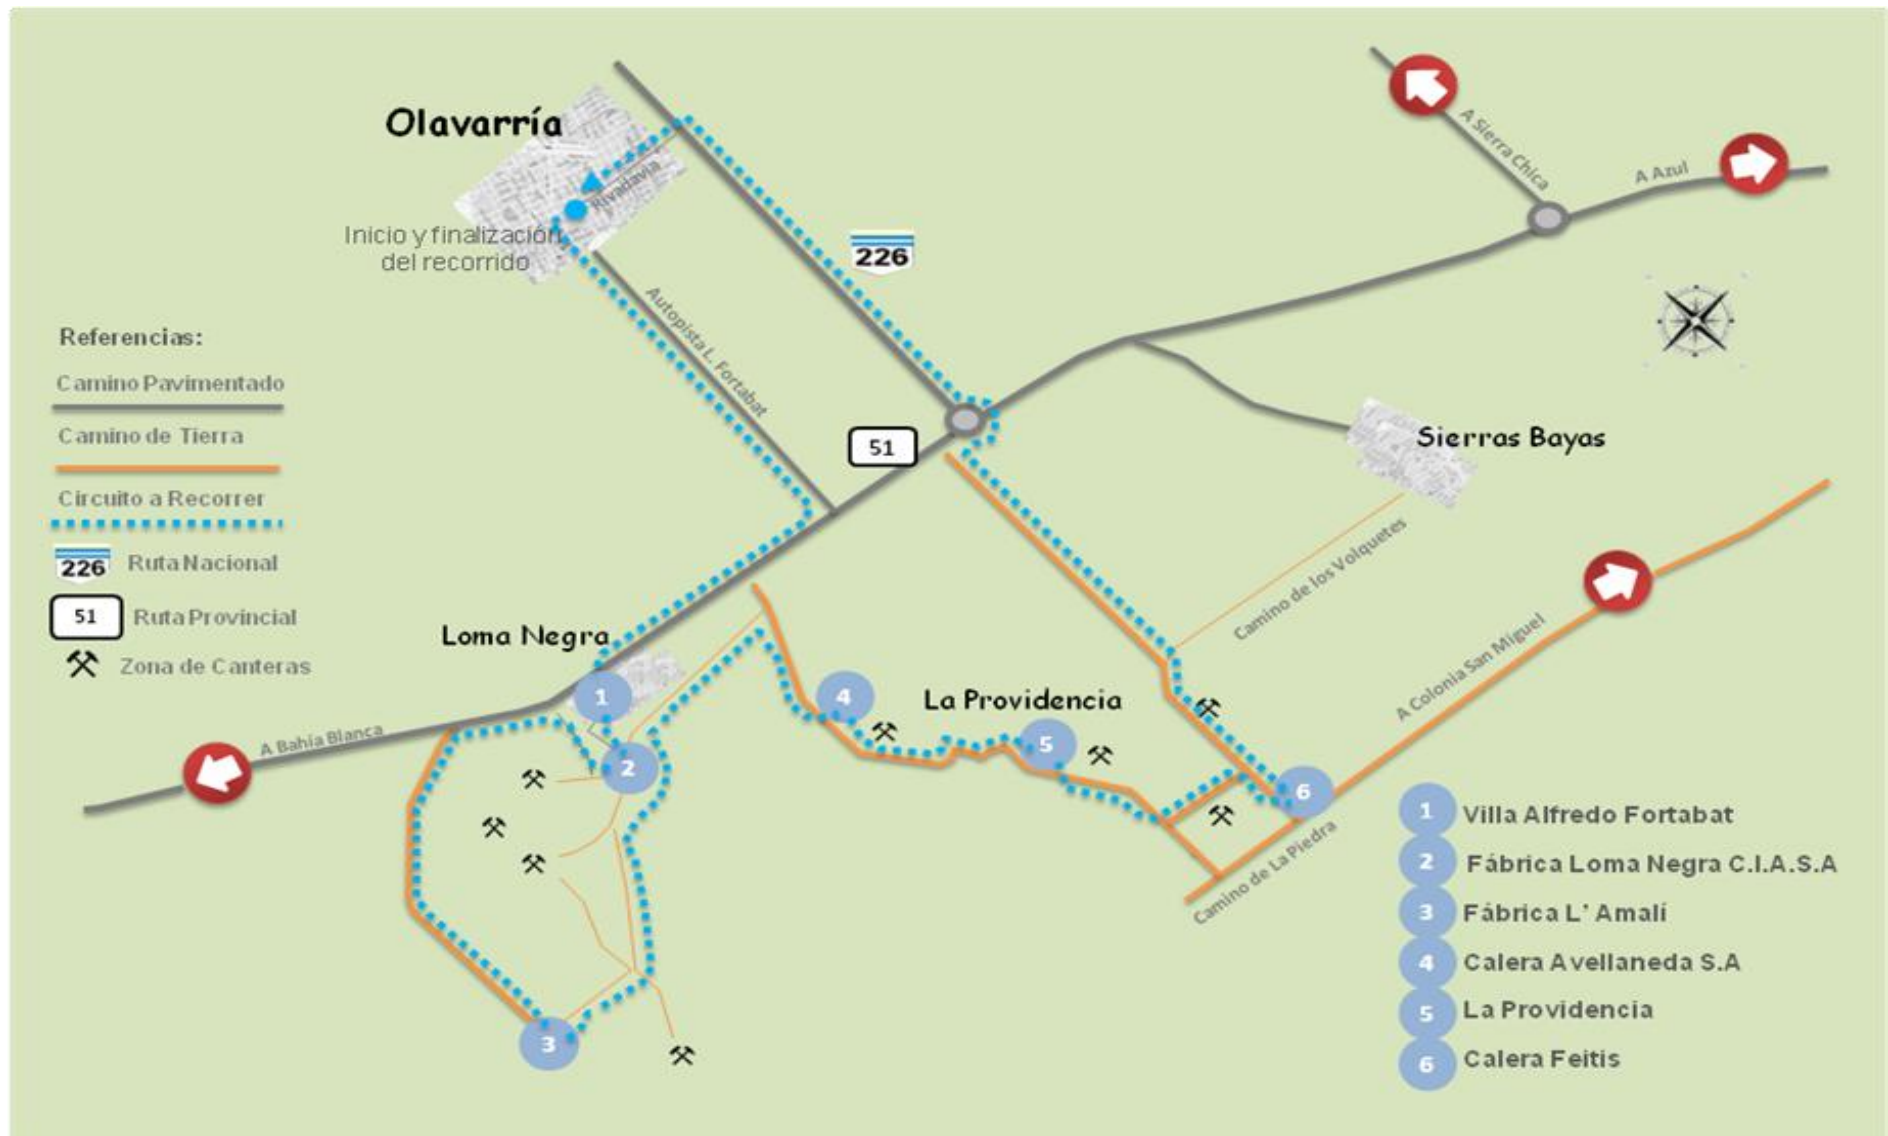 Olavarría
Rivadavia
Inicio y finalización
del recorrido
A Sierra Chica
A Azul
226
Autopista L. Fortabat
51
Sierras Bayas
Camino de los Volquetes
A Colonia San Miguel
Loma Negra
La Providencia
A Bahía Blanca
Camino de La Piedra
1
2
3
4
5
6
Referencias:
Camino Pavimentado
Camino de Tierra
Circuito a Recorrer
226 Ruta Nacional
51 Ruta Provincial
Zona de Canteras
1 Villa Alfredo Fortabat
2 Fábrica Loma Negra C.I.A.S.A
3 Fábrica L' Amalí
4 Calera Avellaneda S.A
5 La Providencia
6 Calera Feitis